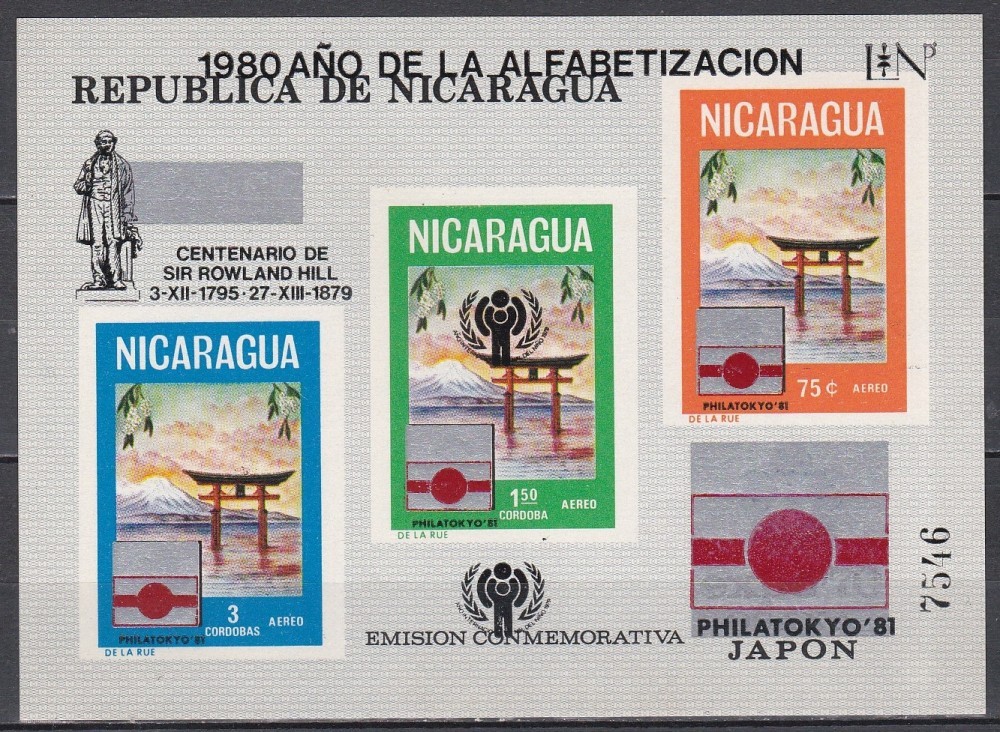 1980 AÑO DE LA ALFABETIZACION
REPUBLICA DE NICARAGUA
CENTENARIO DE
SIR ROWLAND HILL
3-XII-1795-27-XIII-1879
NICARAGUA
PHILATOKYO'81
3
CORDOBAS AEREO
DE LA RUE
NICARAGUA
PHILATOKYO'81
1.50
CORDOBA AEREO
DE LA RUE
NICARAGUA
75 ¢ AEREO
PHILATOKYO'81
DE LA RUE
EMISION CONMEMORATIVA
PHILATOKYO'81
JAPON
7546